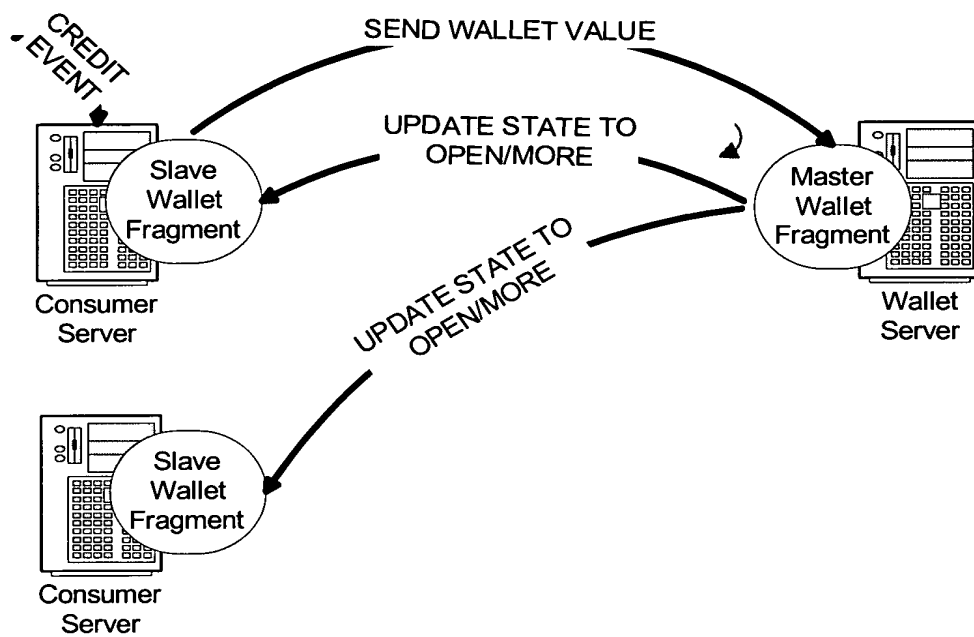 CREDIT
EVENT
SEND WALLET VALUE
UPDATE STATE TO
OPEN/MORE
Slave
Wallet
Fragment
Master
Wallet
Fragment
Consumer
Server
Wallet
Server
UPDATE STATE TO
OPEN/MORE
Slave
Wallet
Fragment
Consumer
Server